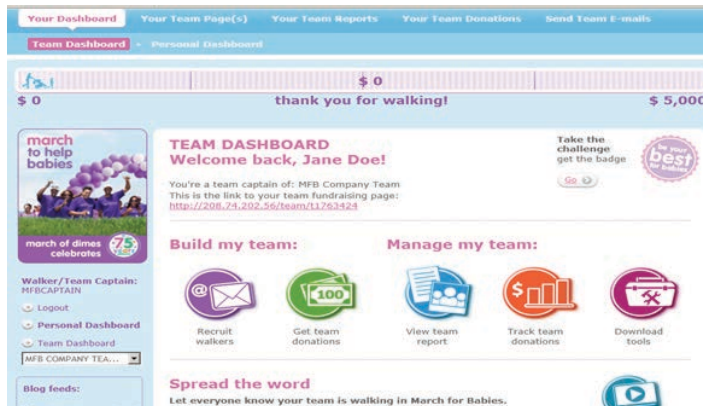 Your Dashboard Your Team Page(s) Your Team Reports Your Team Donations Send Team E-mails
Team Dashboard Personal Dashboard
$ 0
$ 0 thank you for walking! $ 5,000
march
to help
babies
march of dimes
celebrates
75
YEARS
Walker/Team Captain:
MFBCAPTAIN
Logout
Personal Dashboard
Team Dashboard
MFB COMPANY TEA...
Blog feeds:
TEAM DASHBOARD
Welcome back, Jane Doe!
You're a team captain of: MFB Company Team
This is the link to your team fundraising page:
http://208.74.202.56/team/t1763424
Take the
challenge
get the badge
Go
be your
best
for babies
Build my team: Manage my team:
@
100
$
Recruit
walkers
Get team
donations
View team
report
Track team
donations
Download
tools
Spread the word
Let everyone know your team is walking in March for Babies.